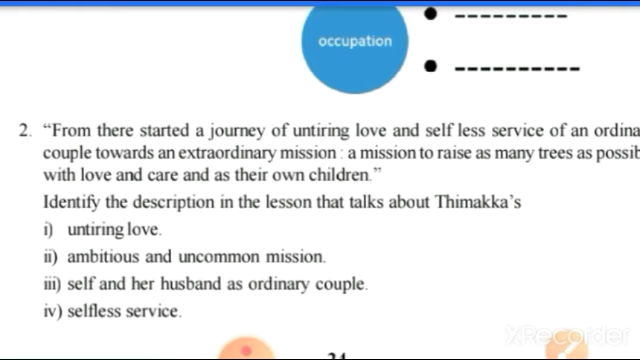 occupation
2. “From there started a journey of untiring love and self less service of an
couple towards an extraordinary mission : a mission to raise as many trees as
with love and care and as their own children.”
Identify the description in the lesson that talks about Thimakka’s
i) untiring love.
ii) ambitious and uncommon mission.
iii) self and her husband as ordinary couple.
iv) selfless service.
XRecorder